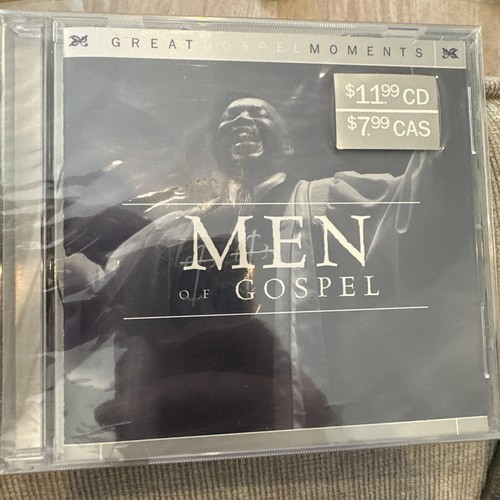 GREAT GOSPEL MOMENTS
$11.99 CD
$7.99 CAS
MEN
OF GOSPEL